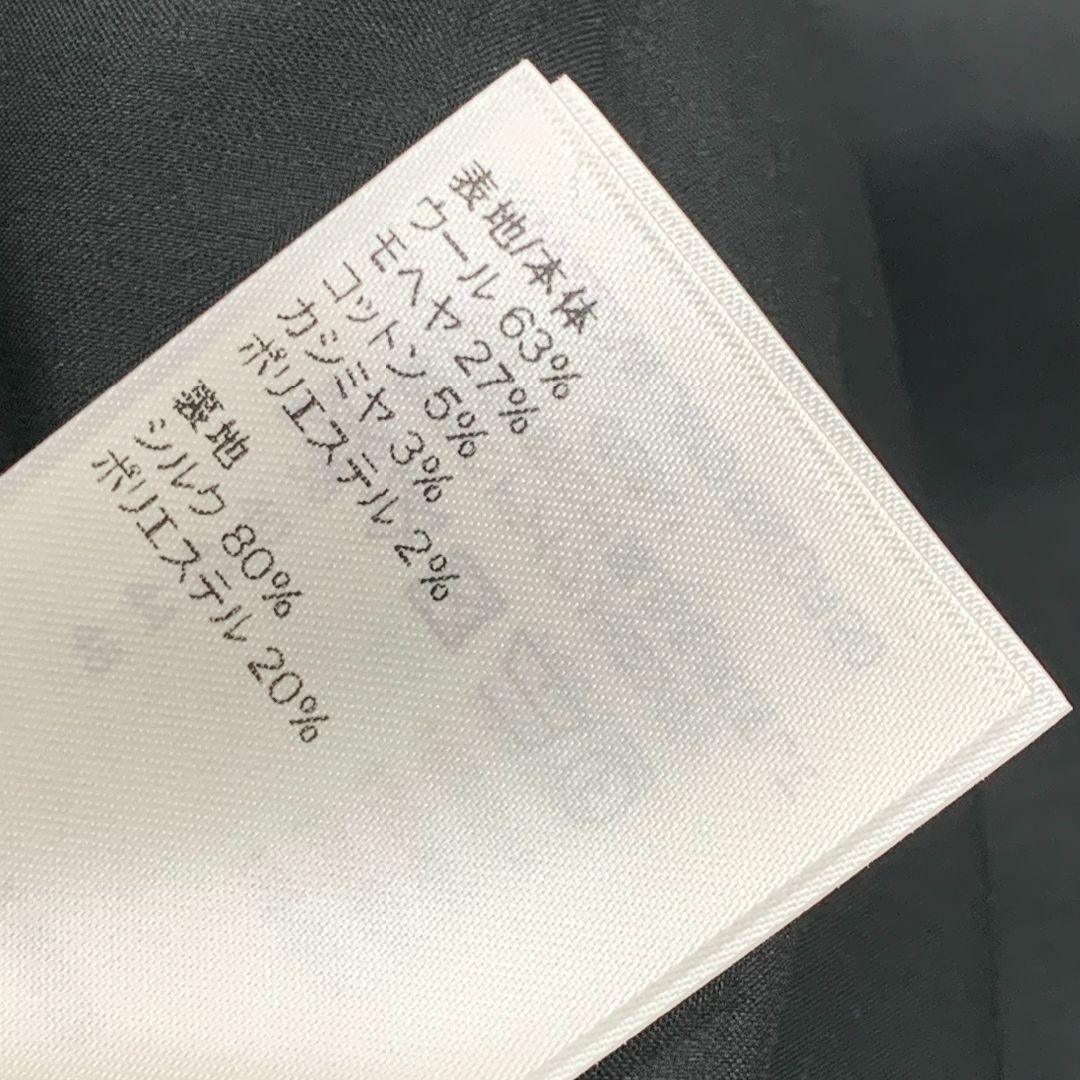 表地/本体
ウール 63%
モヘヤ 27%
コットン 5%
カシミヤ 3%
ポリエステル 2%
裏地
シルク 80%
ポリエステル 20%